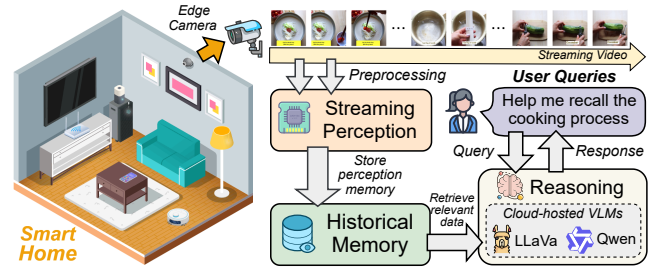 Edge
Camera
...
...
Streaming Video
Preprocessing
User Queries
Streaming
Perception
Help me recall the
cooking process
Query
Response
Store
perception
memory
Retrieve
relevant
data
Reasoning
Cloud-hosted VLMs
LLaVa
Qwen
Historical
Memory
Smart
Home